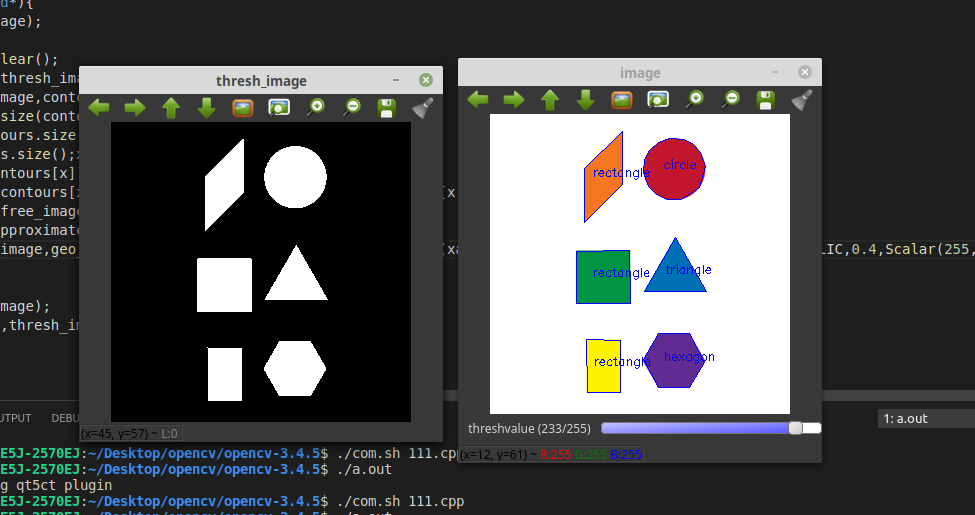 d*){
age);
lear();
thresh_ima
mage,cont
size(cont
ours.size
s.size();x
ntours[x]
contours[x
[x
free_imag
pproximat
image,geo_
(xa
LIC,0.4,Scalar(255,
mage);
,thresh_im
thresh_image
(x=45, y=57) ~ L:0
image
rectangle
circle
rectangle
triangle
rectangle
hexagon
threshvalue (233/255)
(x=12, y=61) ~ R:255 G:255 B:255
UTPUT
DEBU
1: a.out
E5J-2570EJ:~/Desktop/opencv/opencv-3.4.5$ ./com.sh 111.cpp
E5J-2570EJ:~/Desktop/opencv/opencv-3.4.5$ ./a.out
g qt5ct plugin
E5J-2570EJ:~/Desktop/opencv/opencv-3.4.5$ ./com.sh 111.cpp
E5J-2570EJ:~/Desktop/opencv/opencv-3.4.5$ ./a.out